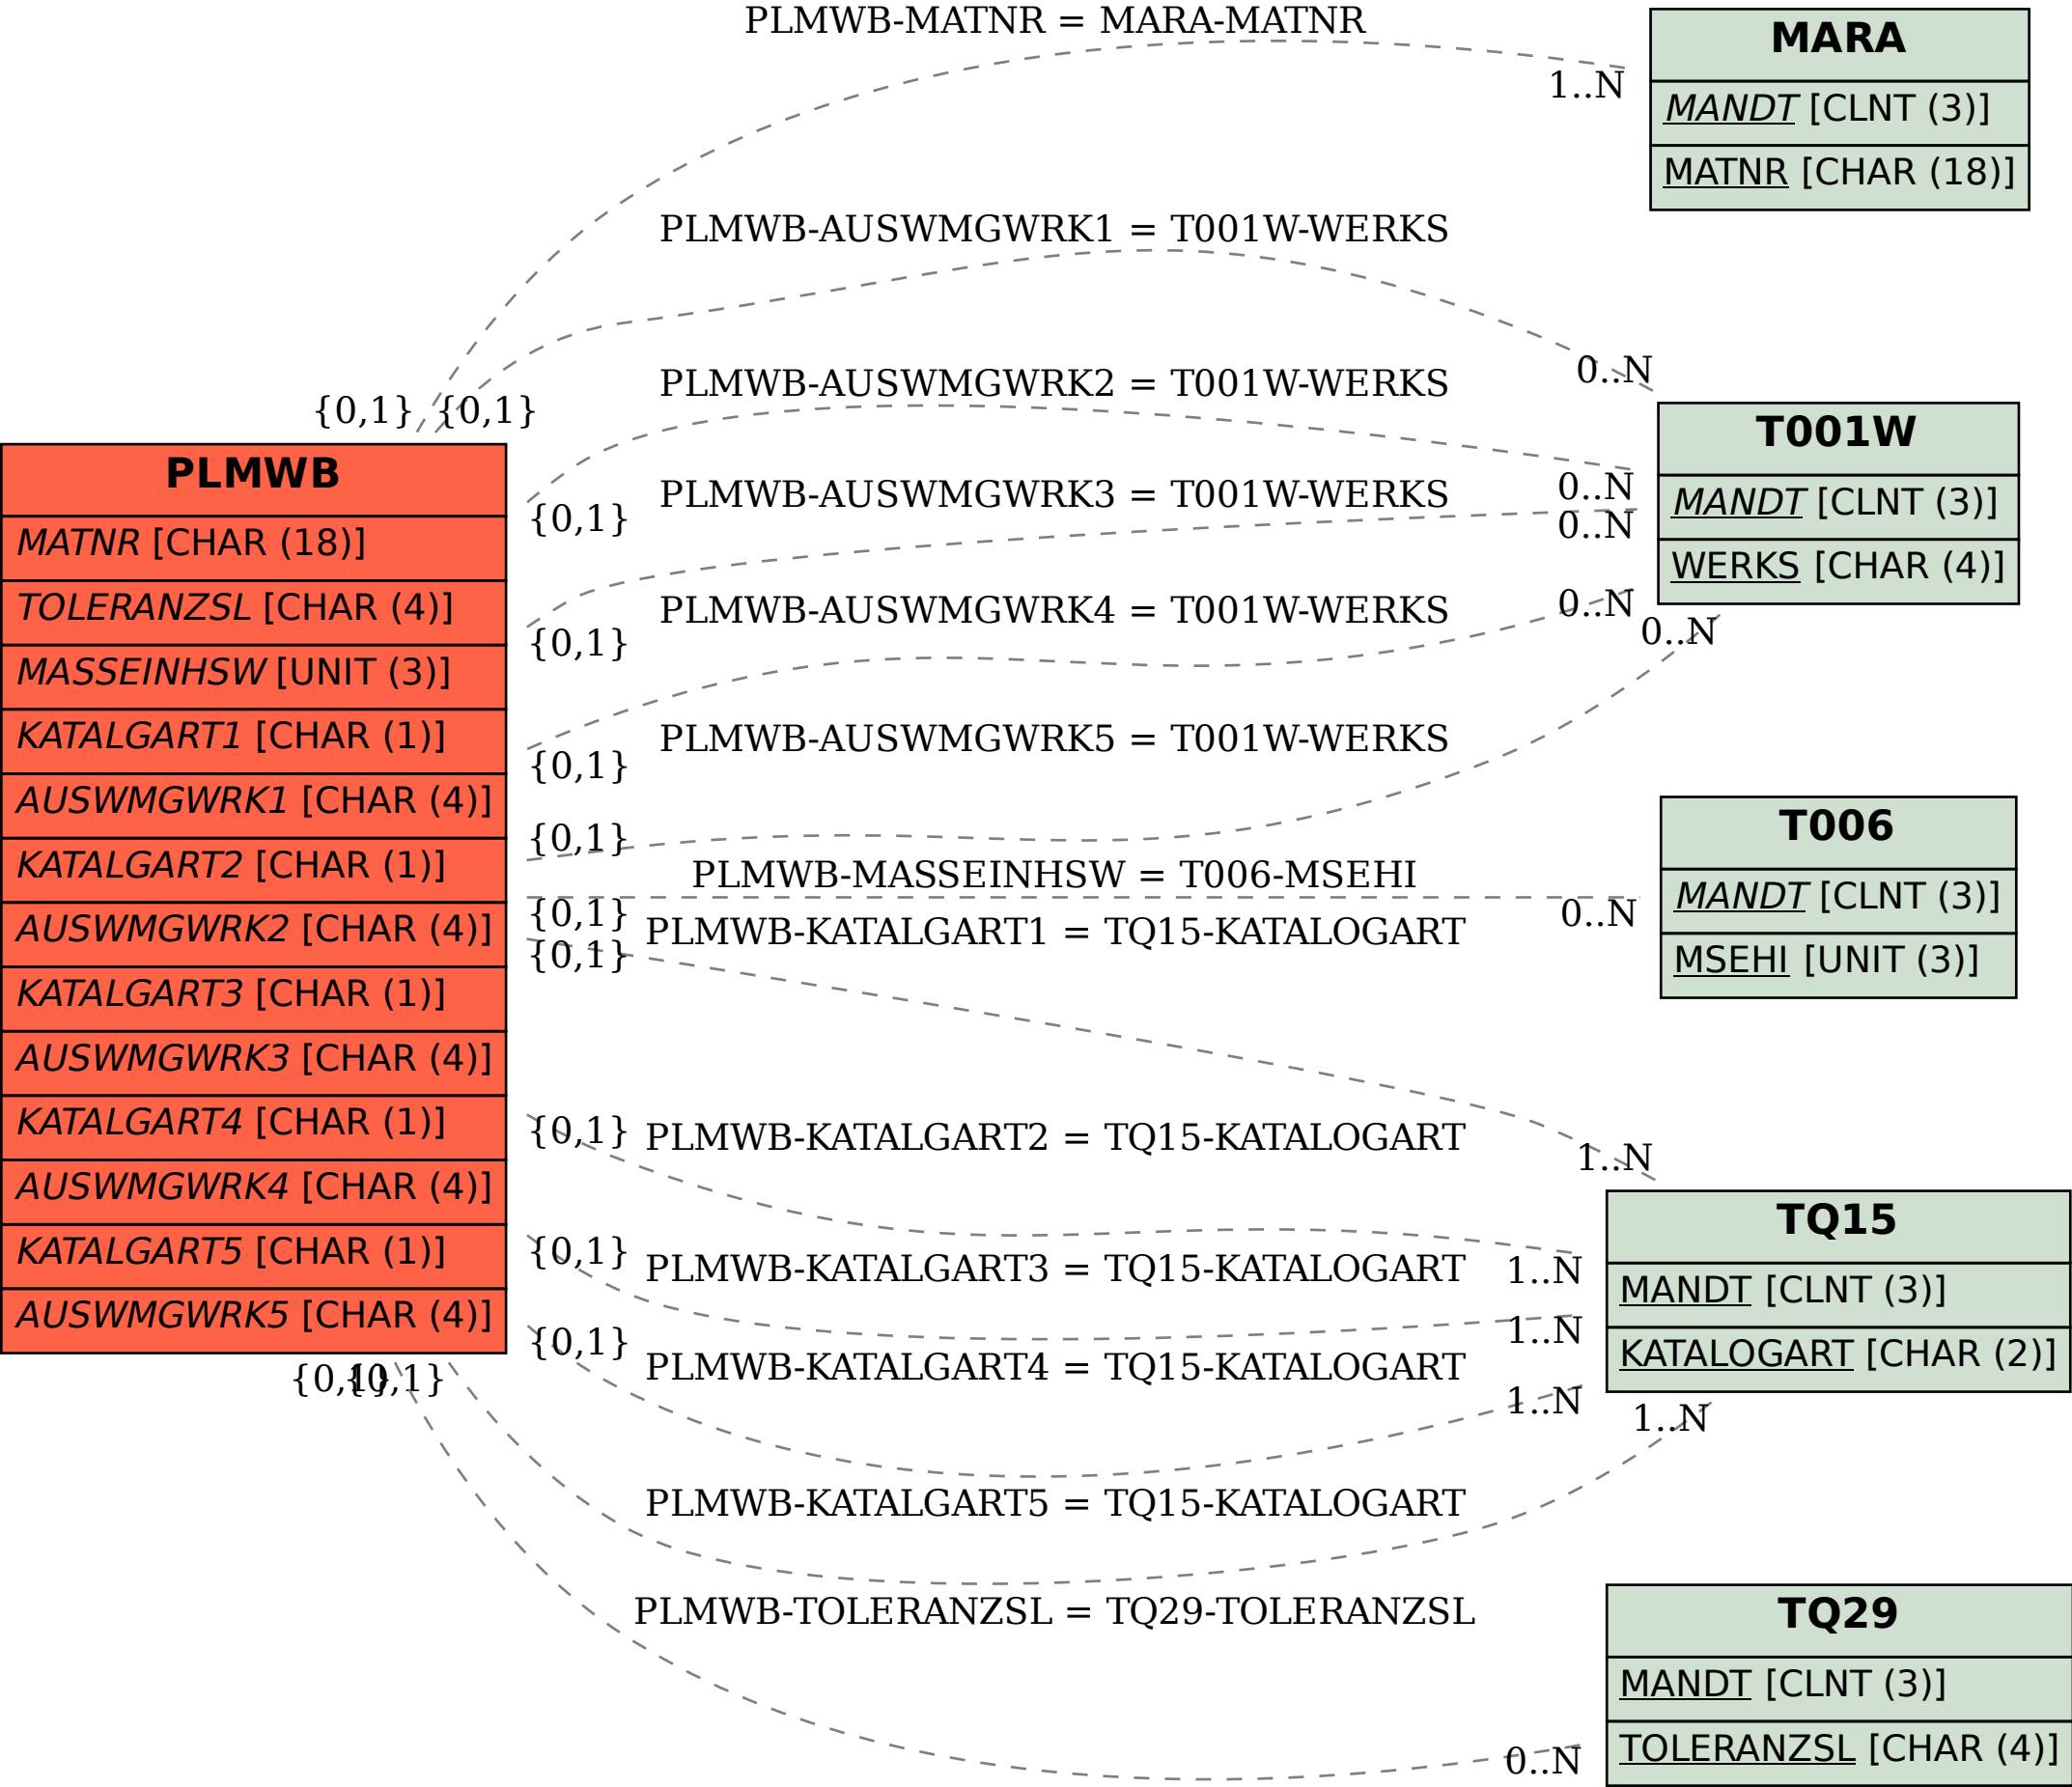 PLMWB-MATNR = MARA-MATNR
1..N
MARA
MANDT [CLNT (3)]
MATNR [CHAR (18)]
PLMWB-AUSWMGWRK1 = T001W-WERKS
0..N
PLMWB-AUSWMGWRK2 = T001W-WERKS
{0,1} {0,1}
T001W
MANDT [CLNT (3)]
WERKS [CHAR (4)]
0..N
0..N
0..N
0..N
PLMWB
MATNR [CHAR (18)]
TOLERANZSL [CHAR (4)]
MASSEINHSW [UNIT (3)]
KATALGART1 [CHAR (1)]
AUSWMGWRK1 [CHAR (4)]
KATALGART2 [CHAR (1)]
AUSWMGWRK2 [CHAR (4)]
KATALGART3 [CHAR (1)]
AUSWMGWRK3 [CHAR (4)]
KATALGART4 [CHAR (1)]
AUSWMGWRK4 [CHAR (4)]
KATALGART5 [CHAR (1)]
AUSWMGWRK5 [CHAR (4)]
{0,1}
PLMWB-AUSWMGWRK3 = T001W-WERKS
{0,1}
PLMWB-AUSWMGWRK4 = T001W-WERKS
{0,1}
PLMWB-AUSWMGWRK5 = T001W-WERKS
{0,1}
PLMWB-MASSEINHSW = T006-MSEHI
{0,1}
0..N
T006
MANDT [CLNT (3)]
MSEHI [UNIT (3)]
PLMWB-KATALGART1 = TQ15-KATALOGART
{0,1}
1..N
{0,1}
PLMWB-KATALGART2 = TQ15-KATALOGART
TQ15
MANDT [CLNT (3)]
KATALOGART [CHAR (2)]
{0,1}
PLMWB-KATALGART3 = TQ15-KATALOGART
1..N
1..N
{0,1}
PLMWB-KATALGART4 = TQ15-KATALOGART
1..N
1..N
{0,1}
{0,1}
PLMWB-KATALGART5 = TQ15-KATALOGART
PLMWB-TOLERANZSL = TQ29-TOLERANZSL
0..N
TQ29
MANDT [CLNT (3)]
TOLERANZSL [CHAR (4)]